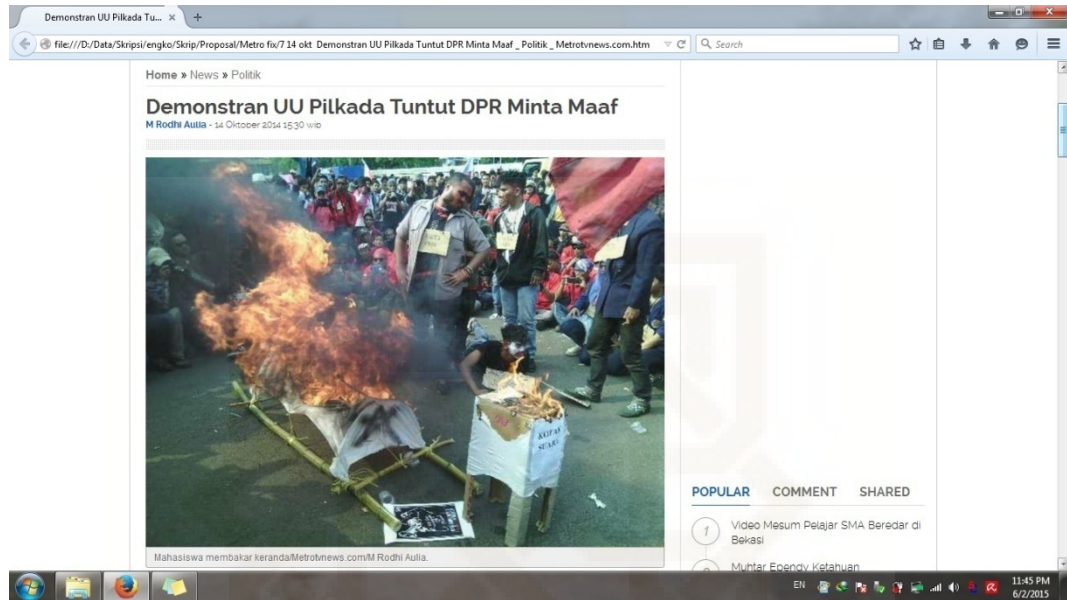 Demonstran UU Pilkada Tu...
file:///D:/Data/Skripsi/engko/Skrip/Proposal/Metro fix/7 14 okt Demonstran UU Pilkada Tuntut DPR Minta Maaf _ Politik _ Metrotvnews.com.htm
Search
Home » News » Politik
Demonstran UU Pilkada Tuntut DPR Minta Maaf
M Rodhi Aulia - 14 Oktober 2014 15:30 wib
KOTAK
SUARA
Mahasiswa membakar keranda/Metrotvnews.com/M Rodhi Aulia.
POPULAR COMMENT SHARED
1 Video Mesum Pelajar SMA Beredar di
Bekasi
Muhtar Ependy Ketahuan
EN
11:45 PM
6/2/2015